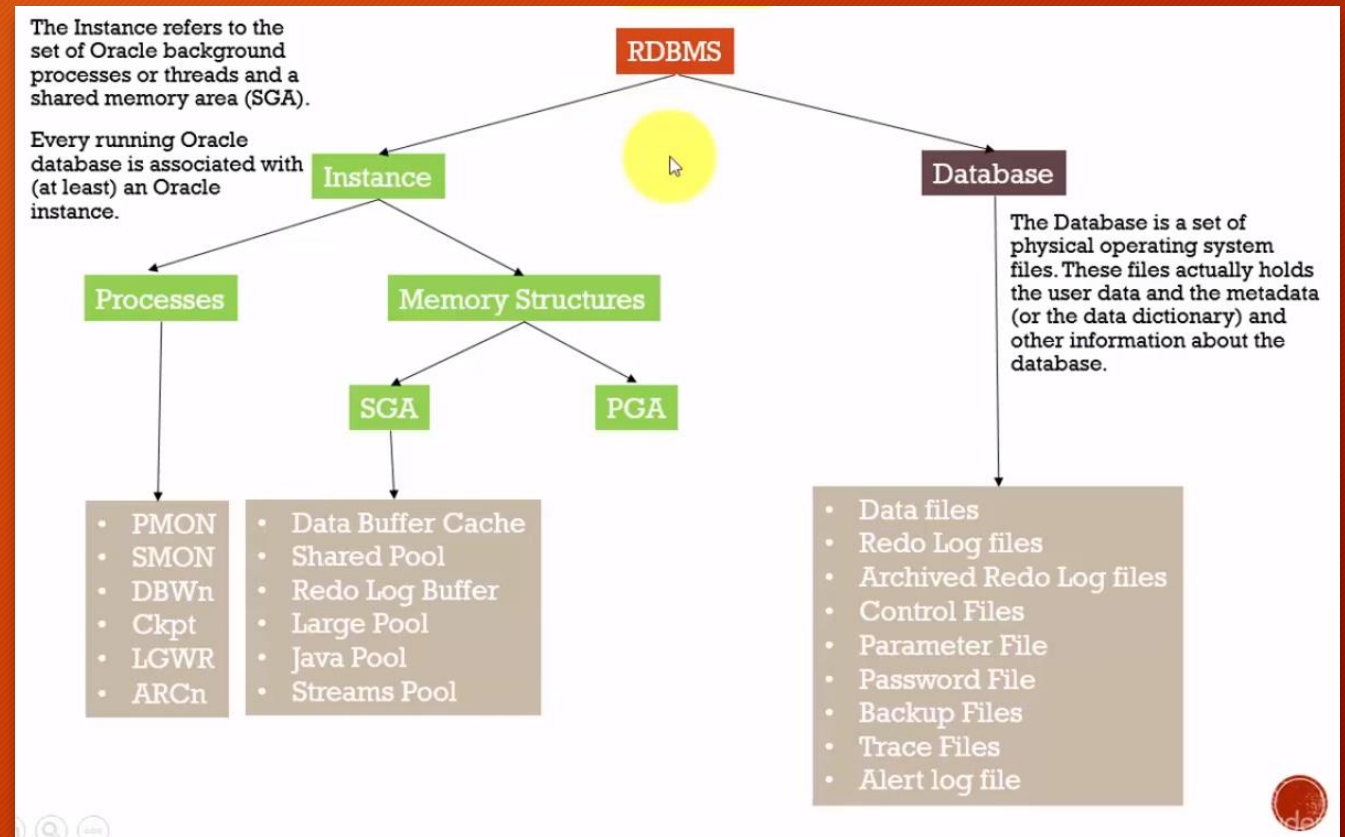 The Instance refers to the
set of Oracle background
processes or threads and a
shared memory area (SGA).
Every running Oracle
database is associated with
(at least) an Oracle
instance.
RDBMS
Instance
Database
The Database is a set of
physical operating system
files. These files actually holds
the user data and the metadata
(or the data dictionary) and
other information about the
database.
Processes
Memory Structures
SGA
PGA
• PMON
• SMON
• DBWn
• Ckpt
• LGWR
• ARCn
• Data Buffer Cache
• Shared Pool
• Redo Log Buffer
• Large Pool
• Java Pool
• Streams Pool
• Data files
• Redo Log files
• Archived Redo Log files
• Control Files
• Parameter File
• Password File
• Backup Files
• Trace Files
• Alert log file